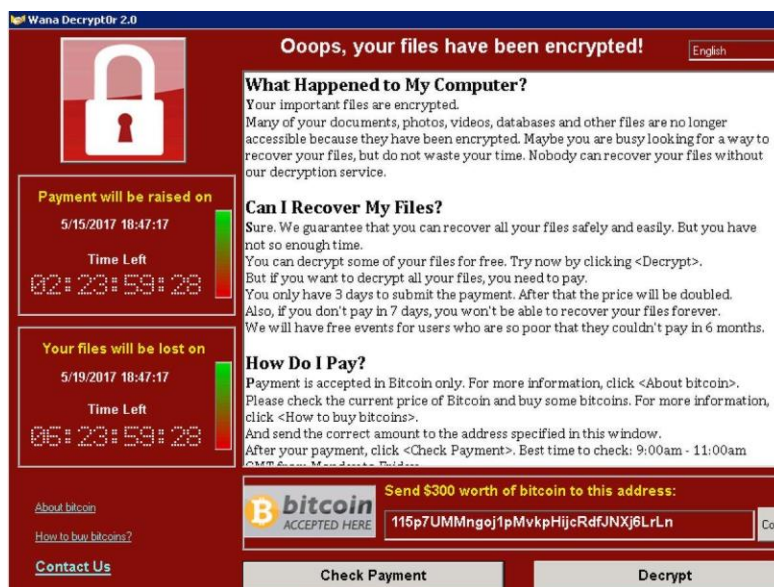 Wana Decrypt0r 2.0
Ooops, your files have been encrypted!
English
What Happened to My Computer?
Your important files are encrypted.
Many of your documents, photos, videos, databases and other files are no longer
accessible because they have been encrypted. Maybe you are busy looking for a way to
recover your files, but do not waste your time. Nobody can recover your files without
our decryption service.
Can I Recover My Files?
Sure. We guarantee that you can recover all your files safely and easily. But you have
not so enough time.
You can decrypt some of your files for free. Try now by clicking <Decrypt>.
But if you want to decrypt all your files, you need to pay.
You only have 3 days to submit the payment. After that the price will be doubled.
Also, if you don't pay in 7 days, you won't be able to recover your files forever.
We will have free events for users who are so poor that they couldn't pay in 6 months.
How Do I Pay?
Payment is accepted in Bitcoin only. For more information, click <About bitcoin>.
Please check the current price of Bitcoin and buy some bitcoins. For more information,
click <How to buy bitcoins>.
And send the correct amount to the address specified in this window.
After your payment, click <Check Payment>. Best time to check: 9:00am - 11:00am
GMT from Monday to Friday
Payment will be raised on
5/15/2017 18:47:17
Time Left
02:23:59:28
Your files will be lost on
5/19/2017 18:47:17
Time Left
06:23:59:28
About bitcoin
How to buy bitcoins?
Contact Us
bitcoin
ACCEPTED HERE
Send $300 worth of bitcoin to this address:
115p7UMMngoj1pMvkpHijcRdfJNXj6LrLn
Co
Check Payment
Decrypt